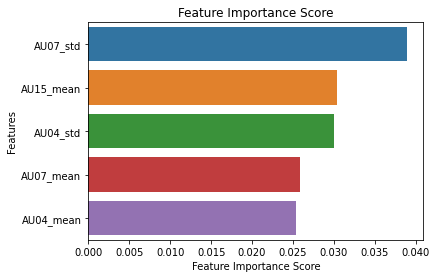 Feature Importance Score
Features
AU07_std
AU15_mean
AU04_std
AU07_mean
AU04_mean
0.000 0.005 0.010 0.015 0.020 0.025 0.030 0.035 0.040
Feature Importance Score